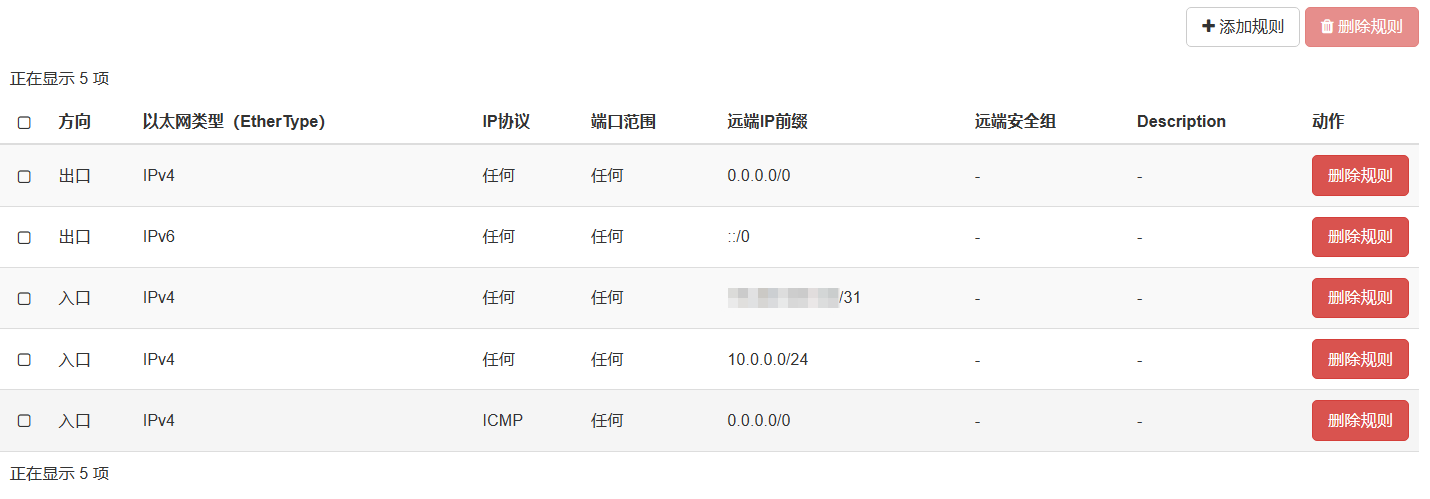 添加规则 删除规则
正在显示 5 项
方向 以太网类型（EtherType） IP协议 端口范围 远端IP前缀 远端安全组 Description 动作
出口 IPv4 任何 任何 0.0.0.0/0 - - 删除规则
出口 IPv6 任何 任何 ::/0 - - 删除规则
入口 IPv4 任何 任何 /31 - - 删除规则
入口 IPv4 任何 任何 10.0.0.0/24 - - 删除规则
入口 IPv4 ICMP 任何 0.0.0.0/0 - - 删除规则
正在显示 5 项